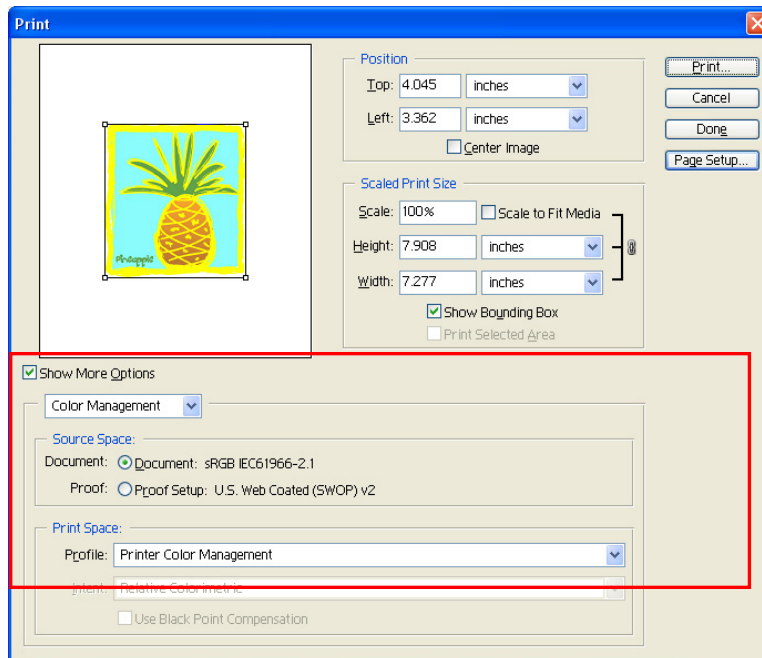 Print
Position
Top: 4.045 inches
Left: 3.362 inches
Center Image
Print...
Cancel
Done
Page Setup...
pineapple
Scaled Print Size
Scale: 100% Scale to Fit Media
Height: 7.908 inches
Width: 7.277 inches
Show Bounding Box
Print Selected Area
Show More Options
Color Management
Source Space:
Document: Document: sRGB IEC61966-2.1
Proof: Proof Setup: U.S. Web Coated (SWOP) v2
Print Space:
Profile: Printer Color Management
Intent: Relative Colorimetric
Use Black Point Compensation